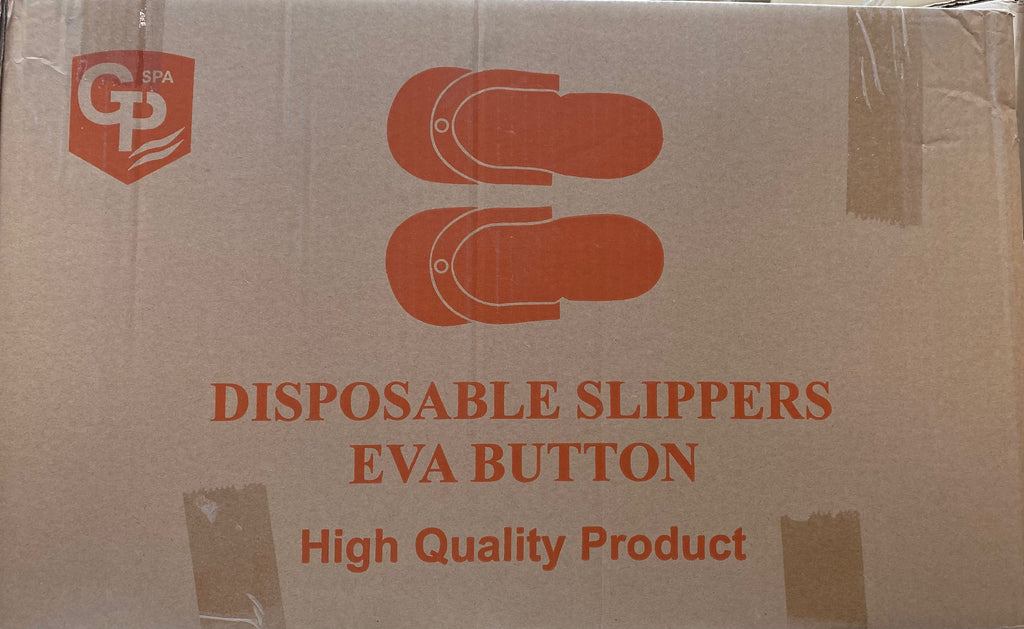 SPA
GP
DISPOSABLE SLIPPERS
EVA BUTTON
High Quality Product